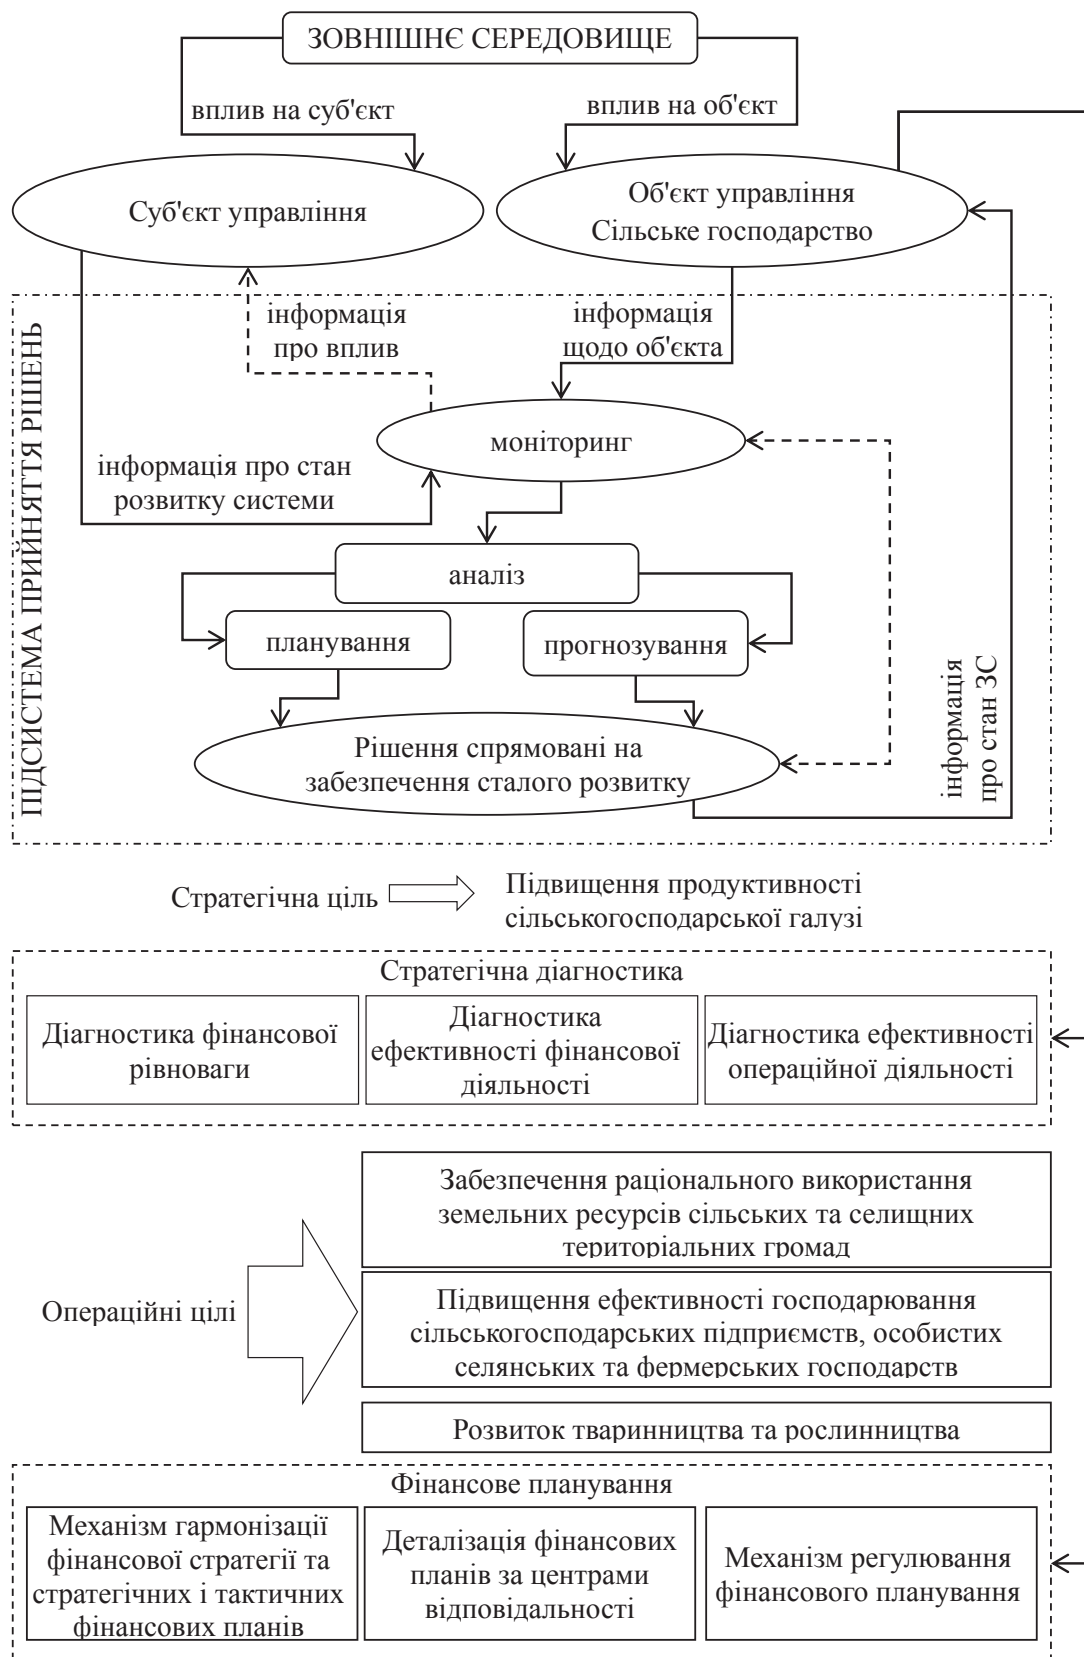 ЗОВНІШНЄ СЕРЕДОВИЩЕ
вплив на суб'єкт
вплив на об'єкт
Суб'єкт управління
Об'єкт управління
Сільське господарство
ПІДСИСТЕМА ПРИЙНЯТТЯ РІШЕНЬ
інформація
про вплив
інформація
щодо об'єкта
моніторинг
інформація про стан
розвитку системи
аналіз
планування
прогнозування
інформація
про стан ЗС
Рішення спрямовані на
забезпечення сталого розвитку
Стратегічна ціль
Підвищення продуктивності
сільськогосподарської галузі
Стратегічна діагностика
Діагностика фінансової
рівноваги
Діагностика
ефективності фінансової
діяльності
Діагностика ефективності
операційної діяльності
Операційні цілі
Забезпечення раціонального використання
земельних ресурсів сільських та селищних
територіальних громад
Підвищення ефективності господарювання
сільськогосподарських підприємств, особистих
селянських та фермерських господарств
Розвиток тваринництва та рослинництва
Фінансове планування
Механізм гармонізації
фінансової стратегії та
стратегічних і тактичних
фінансових планів
Деталізація фінансових
планів за центрами
відповідальності
Механізм регулювання
фінансового планування